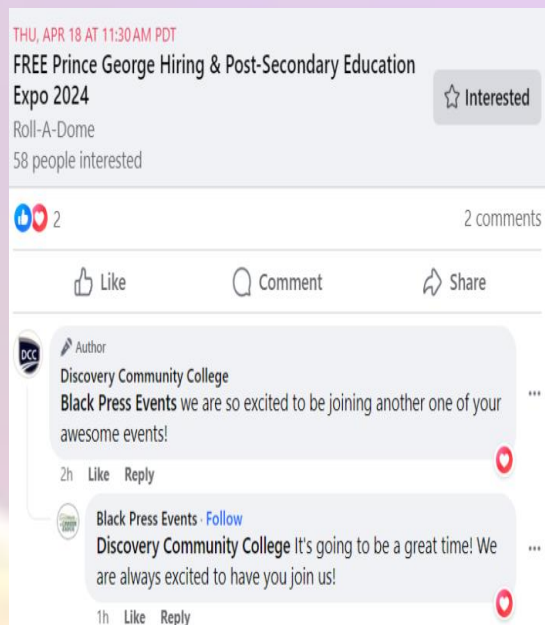 THU, APR 18 AT 11:30 AM PDT
FREE Prince George Hiring & Post-Secondary Education
Expo 2024
Interested
Roll-A-Dome
58 people interested
2
2 comments
Like
Comment
Share
DCC
Author
Discovery Community College
Black Press Events we are so excited to be joining another one of your
awesome events!
2h Like Reply
Black Press Events · Follow
Discovery Community College It's going to be a great time! We
are always excited to have you join us!
1h Like Reply